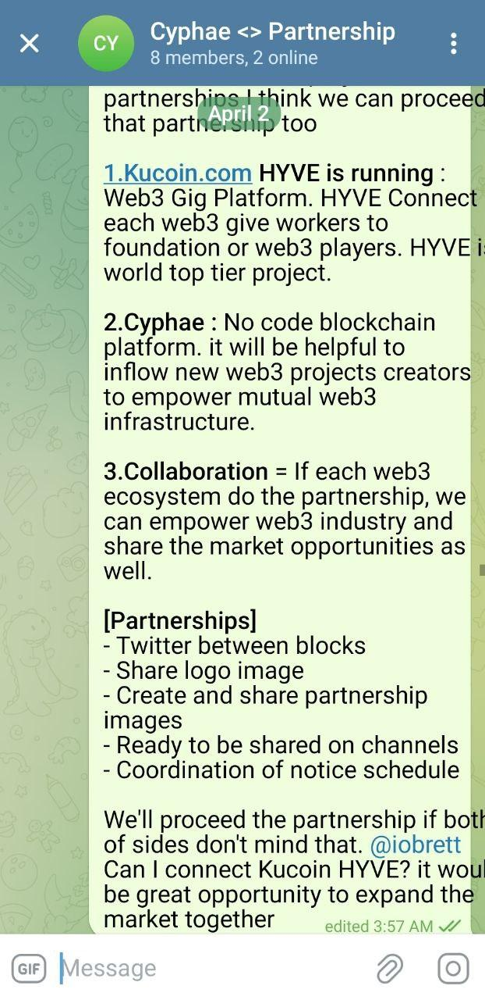 Cyphae <> Partnership
CY
8 members, 2 online
partnerships I think we can proceed
April 2
that partnership too
1.Kucoin.com HYVE is running :
Web3 Gig Platform. HYVE Connect
each web3 give workers to
foundation or web3 players. HYVE
world top tier project.
2.Cyphae : No code blockchain
platform. it will be helpful to
inflow new web3 projects creators
to empower mutual web3
infrastructure.
3.Collaboration = If each web3
ecosystem do the partnership, we
can empower web3 industry and
share the market opportunities as
well.
[Partnerships]
- Twitter between blocks
- Share logo image
- Create and share partnership
images
- Ready to be shared on channels
- Coordination of notice schedule
We'll proceed the partnership if both
of sides don't mind that. @iobrett
Can I connect Kucoin HYVE? it
be great opportunity to expand the
market together
edited 3:57 AM
GIF
Message